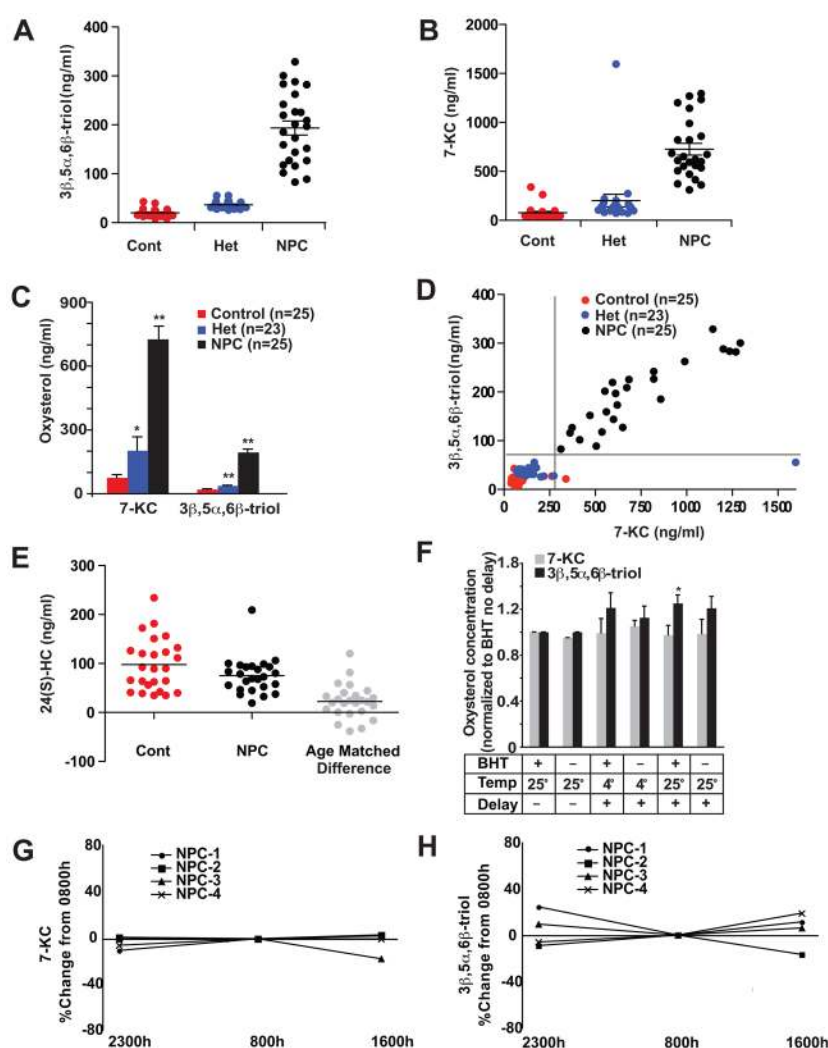 A
3β,5α,6β-triol(ng/ml)
400
300
200
100
0
Cont
Het
NPC
B
7-KC (ng/ml)
2000
1500
1000
500
0
Cont
Het
NPC
C
Oxysterol (ng/ml)
900
600
400
200
0
Control (n=25)
Het (n=23)
NPC (n=25)
**
*
**
**
7-KC
3β,5α,6β-triol
D
3β,5α,6β-triol(ng/ml)
400
300
200
100
0
Control (n=25)
Het (n=23)
NPC (n=25)
0
250
500
750
1000
1250
1500
7-KC (ng/ml)
E
24(S)-HC (ng/ml)
300
200
100
0
-100
Cont
NPC
Age Matched
Difference
F
Oxysterol concentration
(normalized to BHT no delay)
1.8
1.2
0.4
0
7-KC
3β,5α,6β-triol
*
BHT + – + – + –
Temp 25° 25° 4° 4° 25° 25°
Delay – – + + + +
G
7-KC
%Change from 0800h
80
40
0
-40
-80
NPC-1
NPC-2
NPC-3
NPC-4
2300h
800h
1600h
H
3β,5α,6β-triol
%Change from 0800h
80
40
0
-40
-80
NPC-1
NPC-2
NPC-3
NPC-4
2300h
800h
1600h